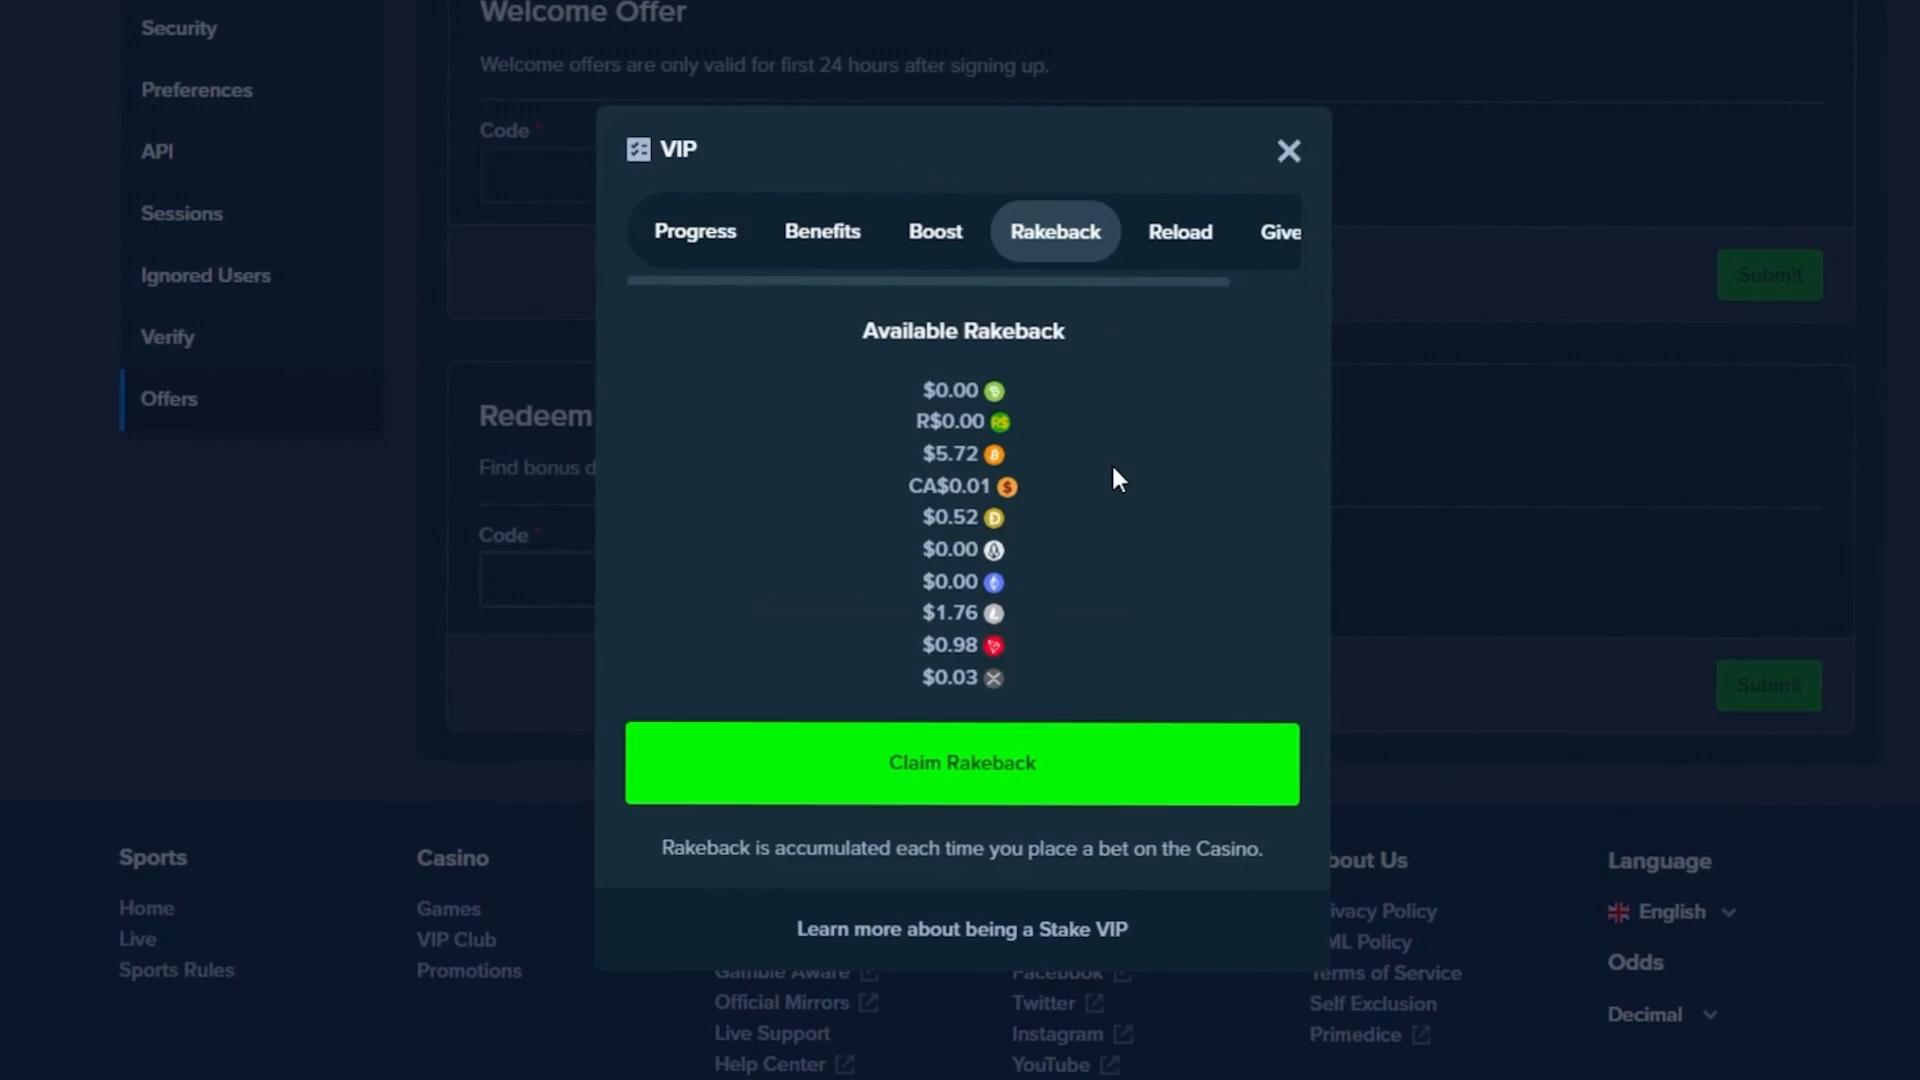 Security
Preferences
API
Sessions
Ignored Users
Verify
Offers
Welcome Offer
Welcome offers are only valid for first 24 hours after signing up.
Code *
Submit
Redeem
Find bonus d
Code *
Submit
VIP
Progress Benefits Boost Rakeback Reload Give
Available Rakeback
$0.00
R$0.00
$5.72
CA$0.01
$0.52
$0.00
$0.00
$1.76
$0.98
$0.03
Claim Rakeback
Rakeback is accumulated each time you place a bet on the Casino.
Learn more about being a Stake VIP
Sports
Home
Live
Sports Rules
Casino
Games
VIP Club
Promotions
Gamble Aware
Official Mirrors
Live Support
Help Center
Facebook
Twitter
Instagram
YouTube
bout Us
ivacy Policy
ML Policy
Terms of Service
Self Exclusion
Primedice
Language
English
Odds
Decimal